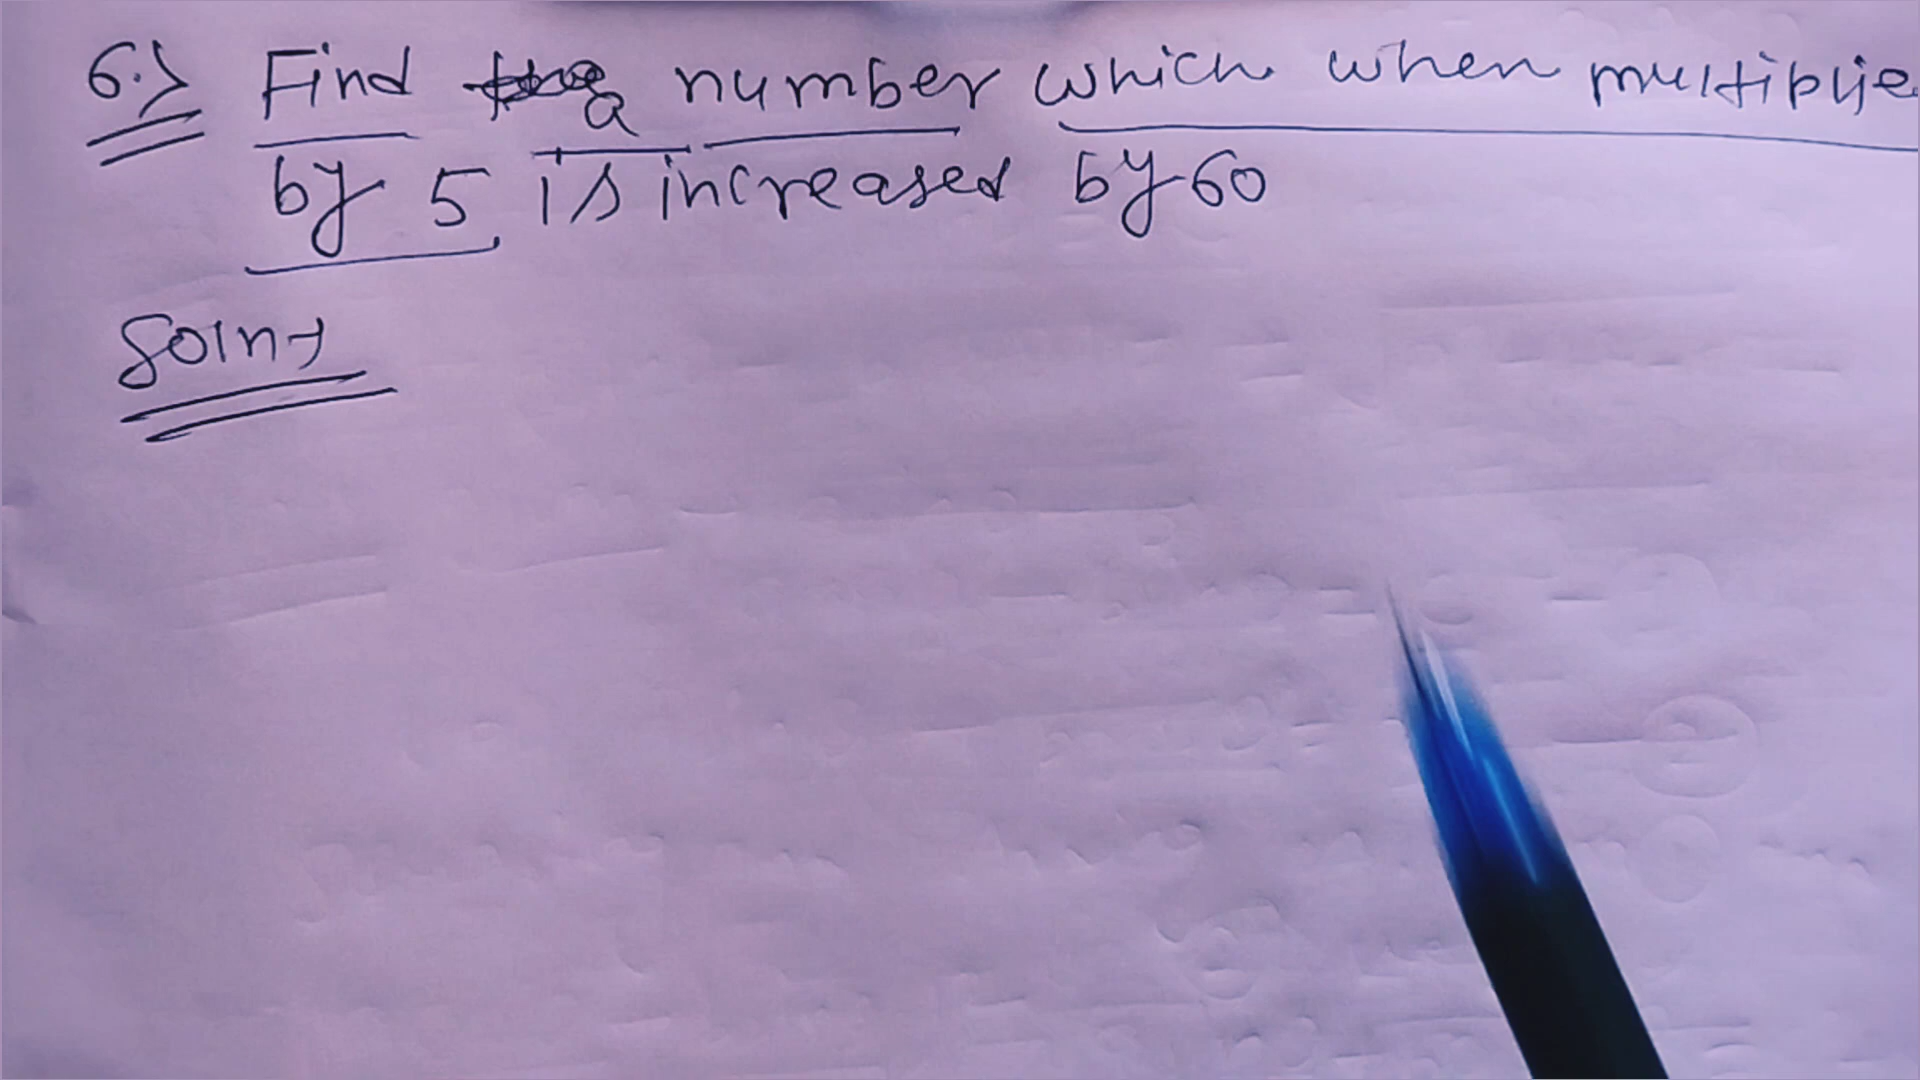 6.> Find a number which when multiplie
by 5 is increased by 60
Soln→